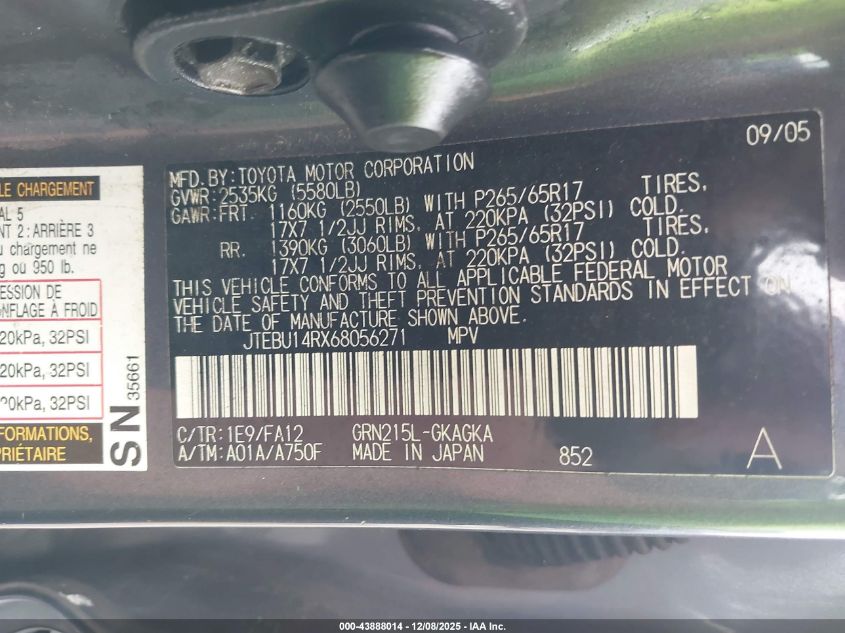 LE CHARGEMENT
AL 5
NT 2: ARRIÈRE 3
u chargement ne
g ou 950 lb.
ESSION DE
ONFLAGE À FROID
20kPa, 32PSI
20kPa, 32PSI
20kPa, 32PSI
FORMATIONS,
PRIÉTAIRE
SN 35661
09/05
MFD. BY: TOYOTA MOTOR CORPORATION
GVWR: 2535KG (5580LB)
GAWR: FRT. 1160KG (2550LB) WITH P265/65R17 TIRES,
17X7 1/2JJ RIMS, AT 220KPA (32PSI) COLD.
RR. 1390KG (3060LB) WITH P265/65R17 TIRES,
17X7 1/2JJ RIMS, AT 220KPA (32PSI) COLD.
THIS VEHICLE CONFORMS TO ALL APPLICABLE FEDERAL MOTOR
VEHICLE SAFETY AND THEFT PREVENTION STANDARDS IN EFFECT ON
THE DATE OF MANUFACTURE SHOWN ABOVE.
JTEBU14RX68056271 MPV
C/TR: 1E9/FA12 GRN215L-GKAGKA
A/TM: A01A/A750F MADE IN JAPAN 852 A
000-43888014 - 12/08/2025 - IAA Inc.